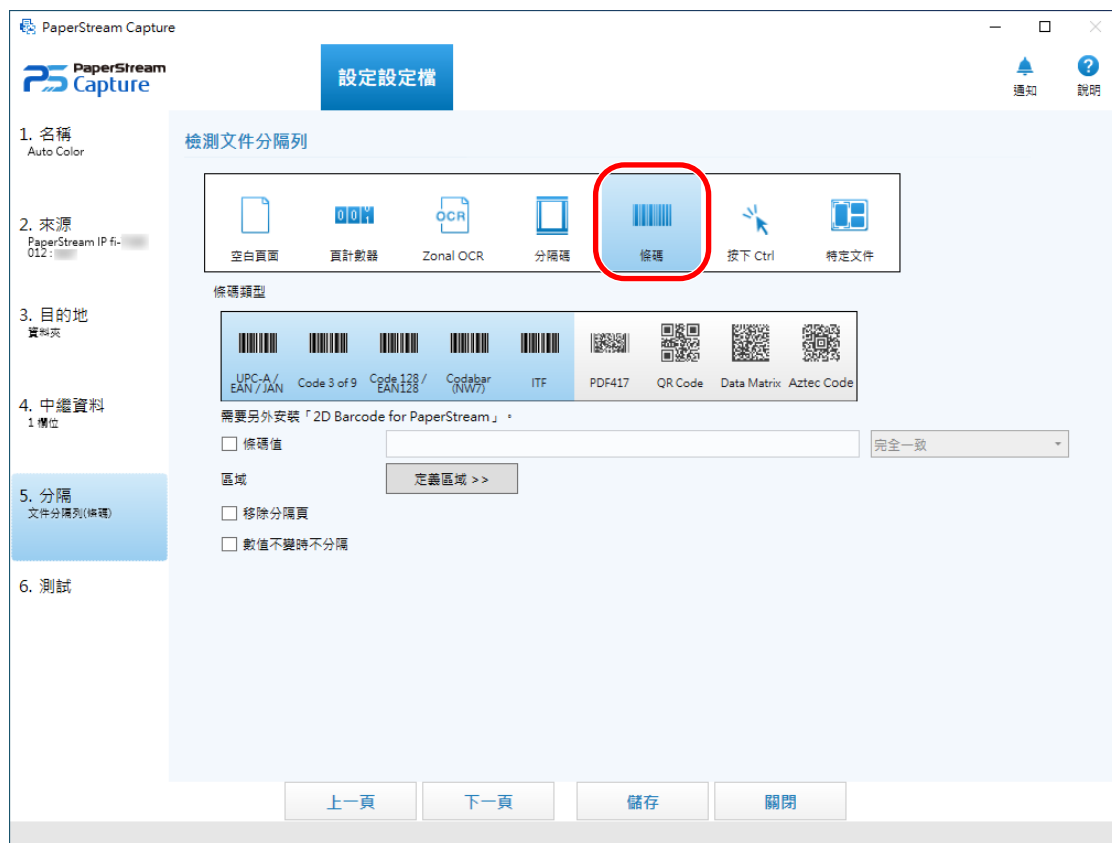 PaperStream Capture
PaperStream
Capture
設定設定檔
通知
說明
1. 名稱
Auto Color
2. 來源
PaperStream IP fi-
012 :
3. 目的地
資料夾
4. 中繼資料
1 欄位
5. 分隔
文件分隔列(條碼)
6. 測試
檢測文件分隔列
空白頁面
頁計數器
OCR
Zonal OCR
分隔碼
條碼
按下 Ctrl
特定文件
條碼類型
UPC-A /
EAN / JAN
Code 3 of 9
Code 128 /
EAN128
Codabar
(NW7)
ITF
PDF417
QR Code
Data Matrix
Aztec Code
需要另外安裝「2D Barcode for PaperStream」。
條碼值
完全一致
區域
定義區域 >>
移除分隔頁
數值不變時不分隔
上一頁
下一頁
儲存
關閉